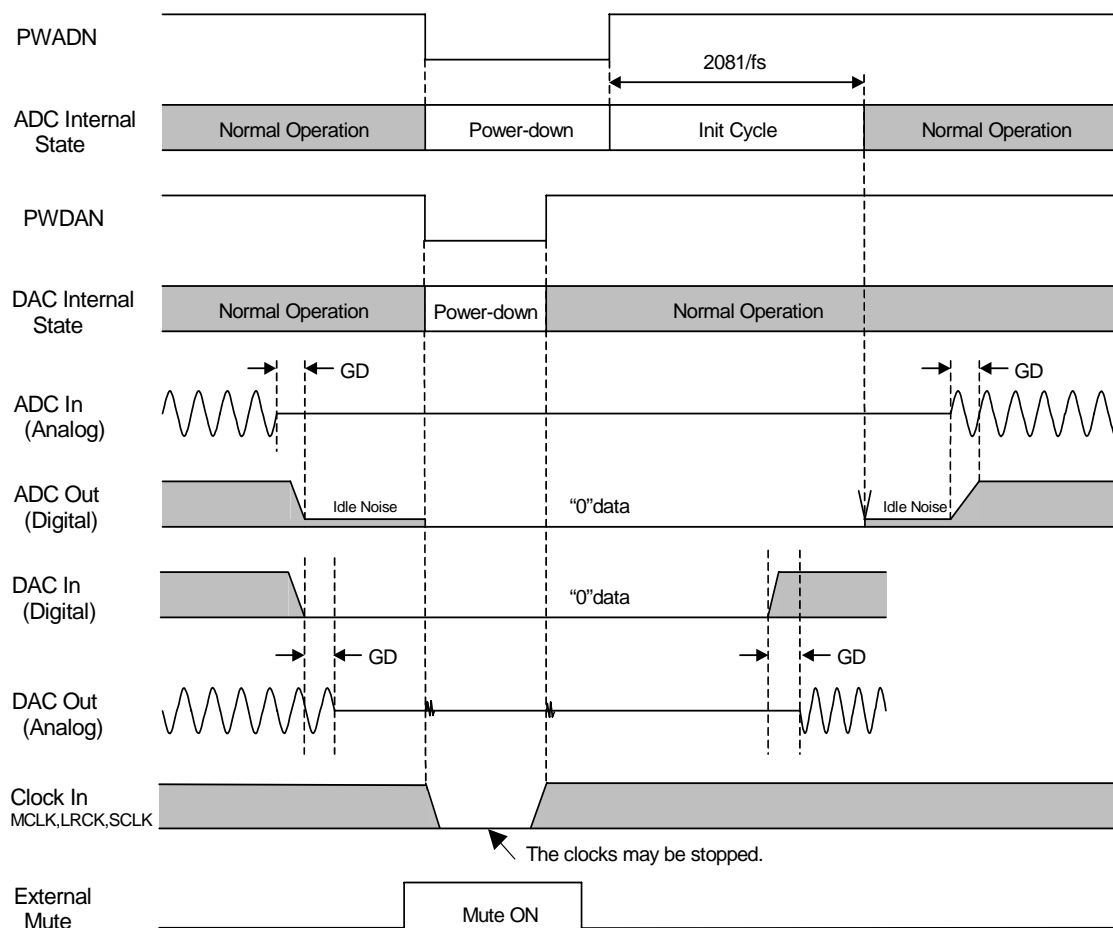 PWADN
2081/fs
ADC Internal
State
Normal Operation
Power-down
Init Cycle
Normal Operation
PWDAN
DAC Internal
State
Normal Operation
Power-down
Normal Operation
GD
GD
ADC In
(Analog)
ADC Out
(Digital)
Idle Noise
“0”data
Idle Noise
DAC In
(Digital)
“0”data
GD
GD
DAC Out
(Analog)
Clock In
MCLK,LRCK,SCLK
The clocks may be stopped.
External
Mute
Mute ON